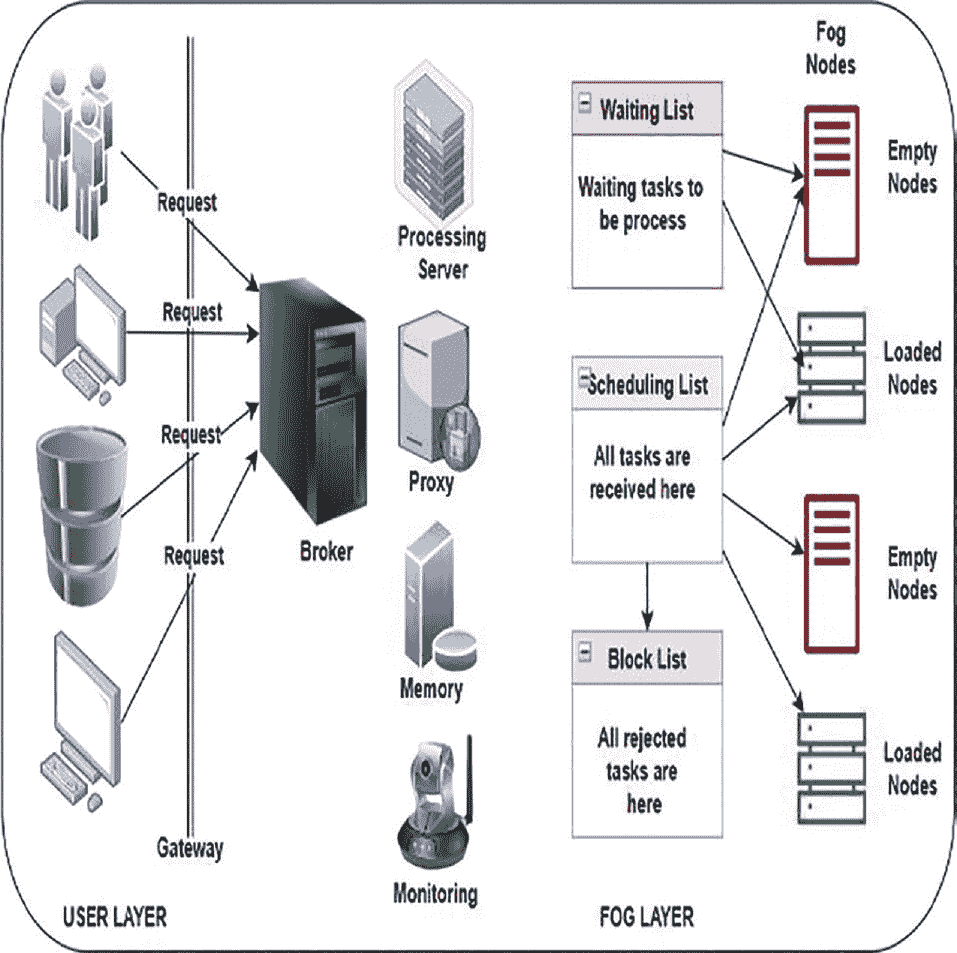 Fog
Nodes
Request
Request
Request
Request
Gateway
USER LAYER
Broker
Processing
Server
Proxy
Memory
Monitoring
Waiting List
Waiting tasks to
be process
Scheduling List
All tasks are
received here
Block List
All rejected
tasks are
here
FOG LAYER
Empty
Nodes
Loaded
Nodes
Empty
Nodes
Loaded
Nodes